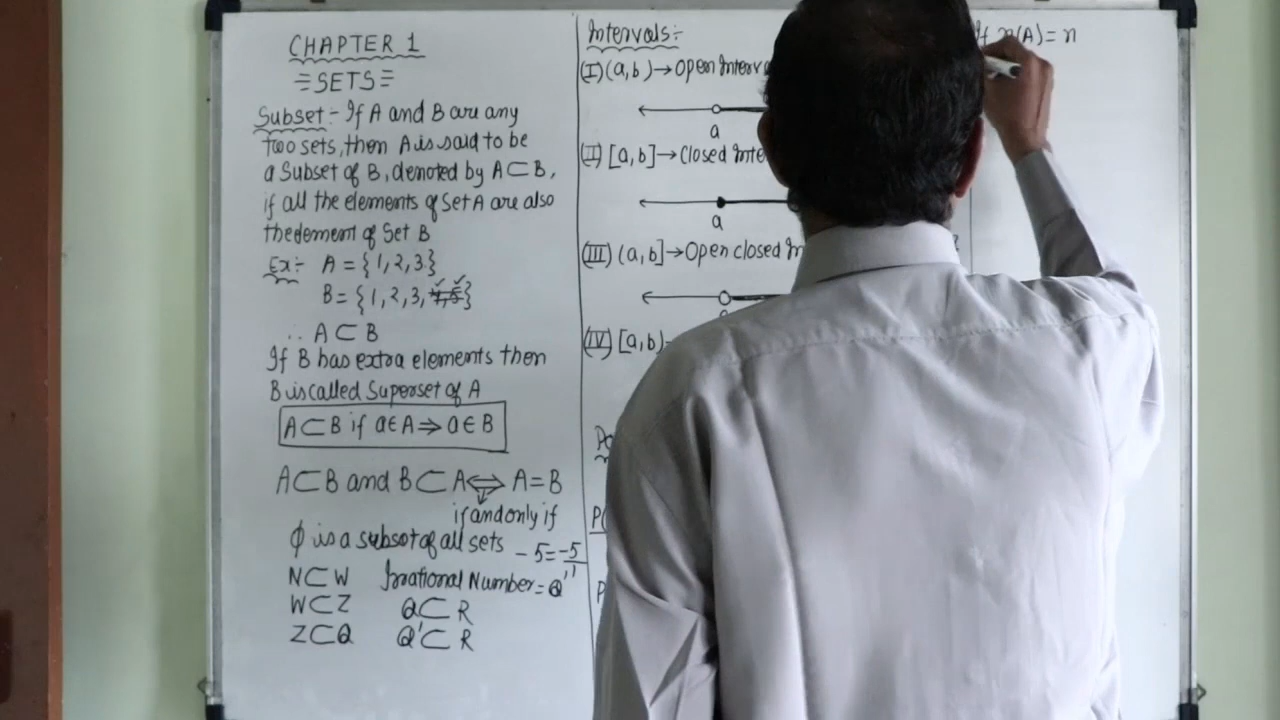 CHAPTER 1
SETS
Subset:- If A and B are any
two sets, then A is said to be
a Subset of B, denoted by A⊂B,
if all the elements of Set A are also
the element of Set B
Ex:- A = {1,2,3}
B = {1,2,3,4,5}
∴ A⊂B
If B has extra elements then
B is called Superset of A
A⊂B if a∈A⇒a∈B
A⊂B and B⊂A⇔A=B
if and only if
ϕ is a subset of all sets
-5=-5/1
N⊂W Irrational Number=Q'
W⊂Z Q⊂R
Z⊂Q Q'⊂R
Intervals:-
(I) (a,b)→Open
a
(II) [a,b]→Closed
a
(III) (a,b]→Open closed
(IV) [a,b)
If n(A)=n